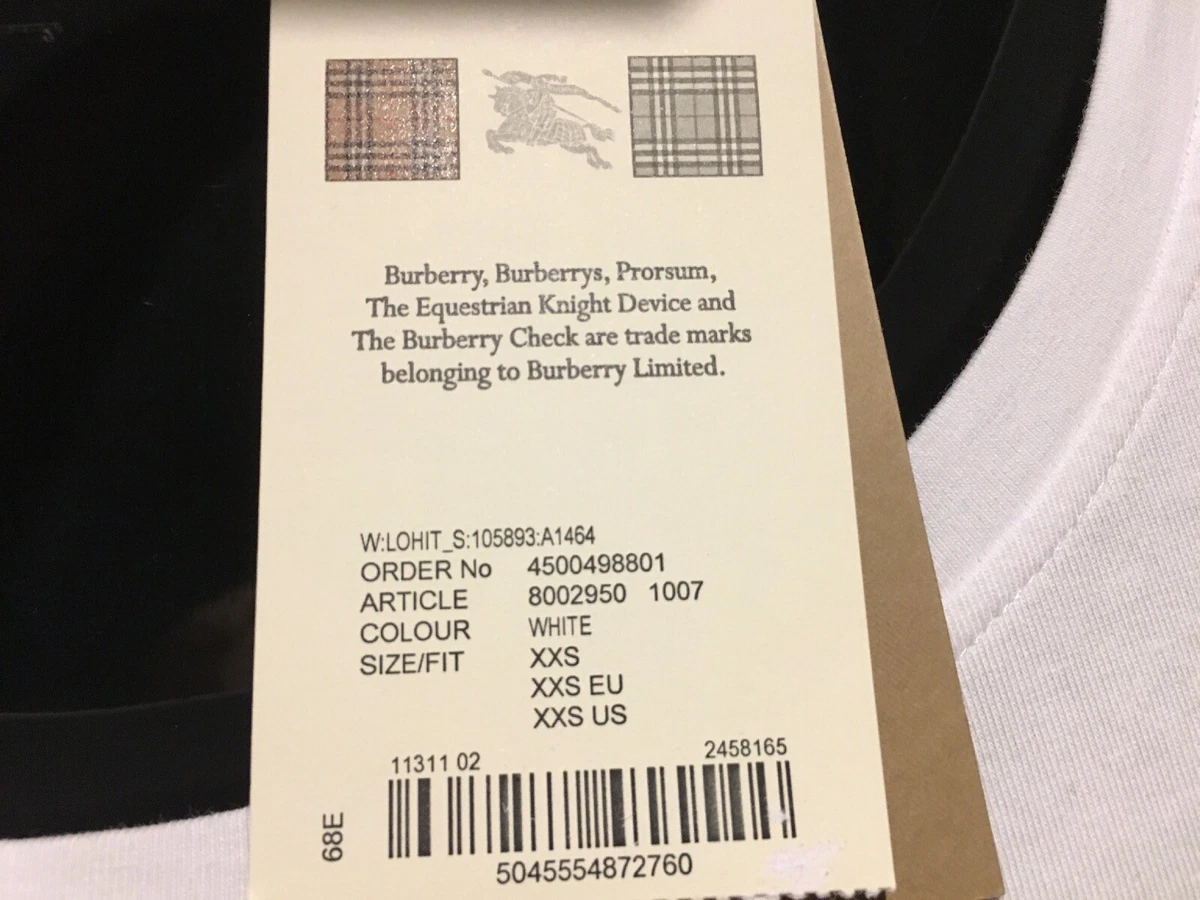 Burberry, Burberrys, Prorsum,
The Equestrian Knight Device and
The Burberry Check are trade marks
belonging to Burberry Limited.
W:LOHIT_S:105893:A1464
ORDER No 4500498801
ARTICLE 8002950 1007
COLOUR WHITE
SIZE/FIT XXS
XXS EU
XXS US
11311 02 2458165
68E
5045554872760